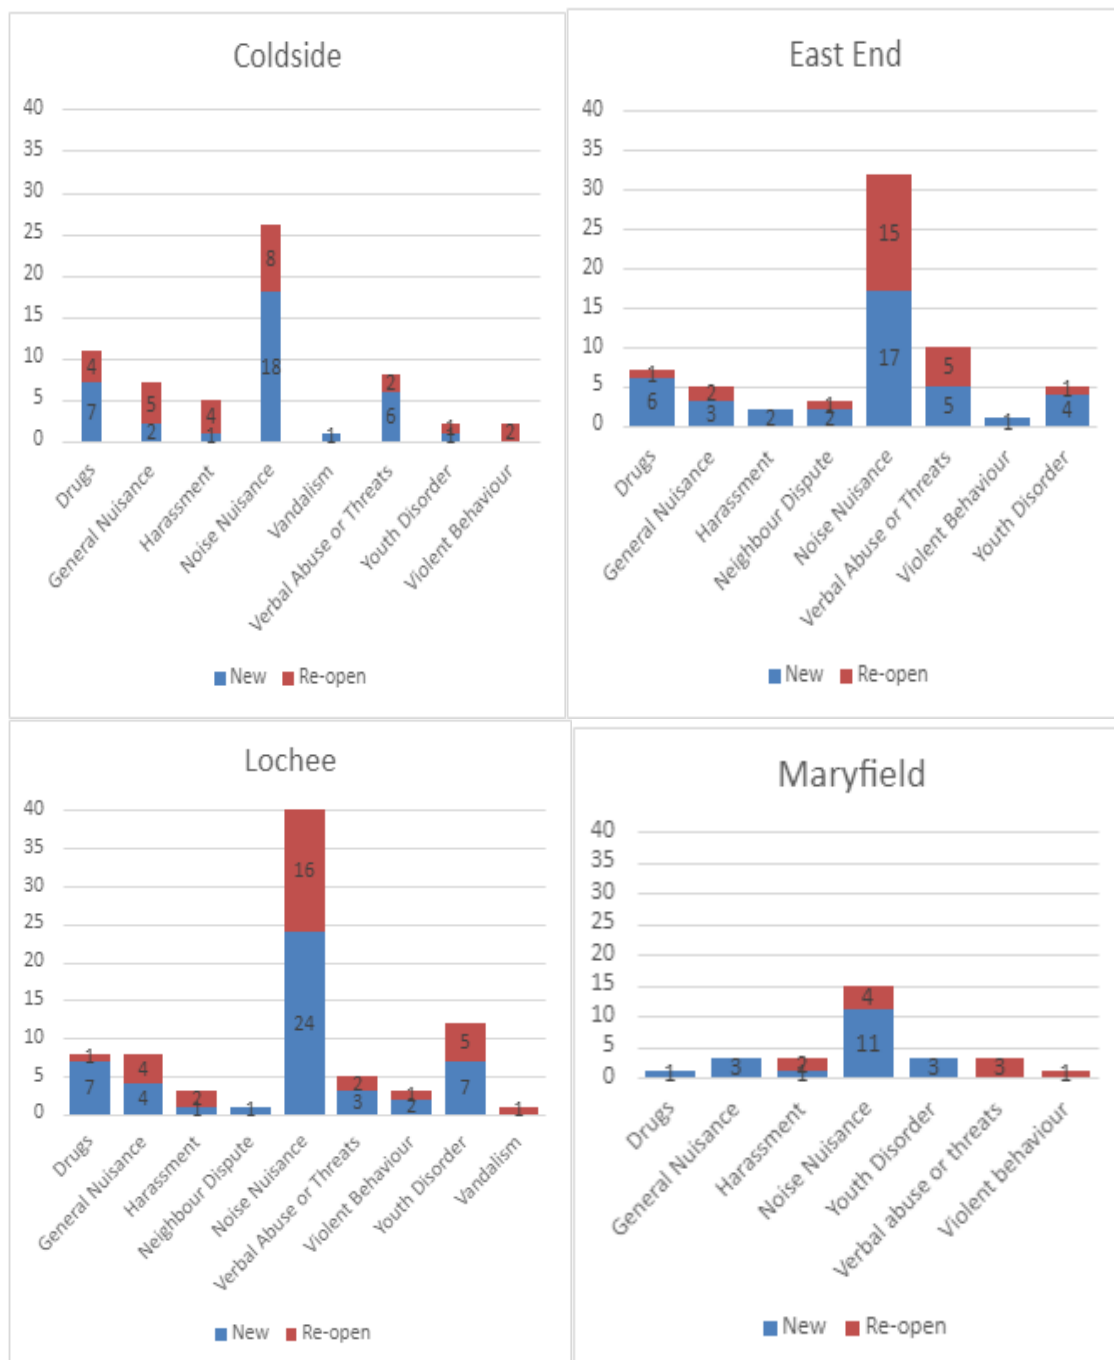 Coldside
40
35
30
25
20
15
10
5
0
7
4
2
5
1
4
18
8
1
6
2
1
1
2
Drugs
General Nuisance
Harassment
Noise Nuisance
Vandalism
Verbal Abuse or Threats
Youth Disorder
Violent Behaviour
New Re-open
East End
40
35
30
25
20
15
10
5
0
6
1
3
2
2
2
1
17
15
5
5
1
4
1
Drugs
General Nuisance
Harassment
Neighbour Dispute
Noise Nuisance
Verbal Abuse or Threats
Violent Behaviour
Youth Disorder
New Re-open
Lochee
40
35
30
25
20
15
10
5
0
7
1
4
4
1
2
1
24
16
3
2
2
1
7
5
1
Drugs
General Nuisance
Harassment
Neighbour Dispute
Noise Nuisance
Verbal Abuse or Threats
Violent Behaviour
Youth Disorder
Vandalism
New Re-open
Maryfield
40
35
30
25
20
15
10
5
0
1
3
1
2
11
4
3
3
1
Drugs
General Nuisance
Harassment
Noise Nuisance
Youth Disorder
Verbal abuse or threats
Violent behaviour
New Re-open